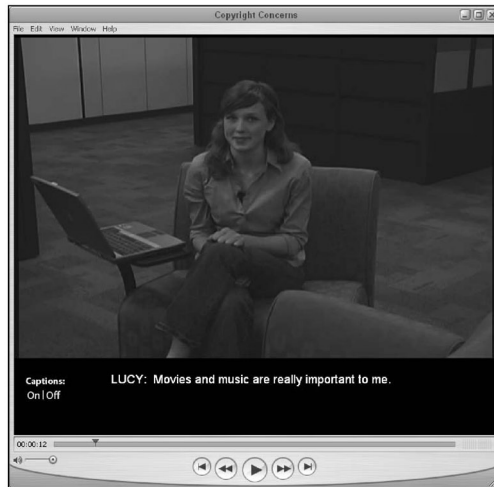 Copyright Concerns
File Edit View Window Help
Captions: LUCY: Movies and music are really important to me.
On | Off
00:00:12